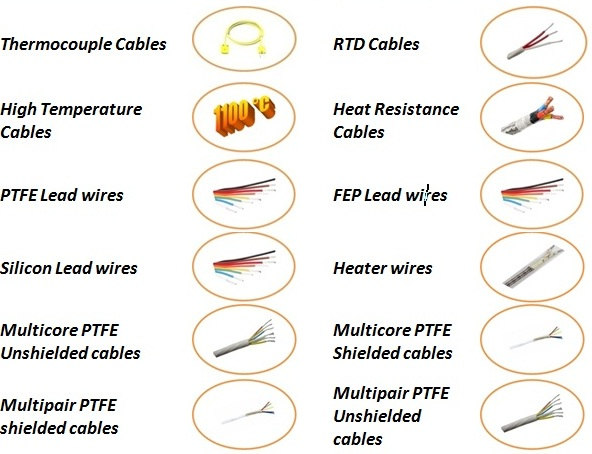 Thermocouple Cables
RTD Cables
High Temperature
Cables
1100 °C
Heat Resistance
Cables
PTFE Lead wires
FEP Lead wires
Silicon Lead wires
Heater wires
Multicore PTFE
Unshielded cables
Multicore PTFE
Shielded cables
Multipair PTFE
shielded cables
Multipair PTFE
Unshielded
cables